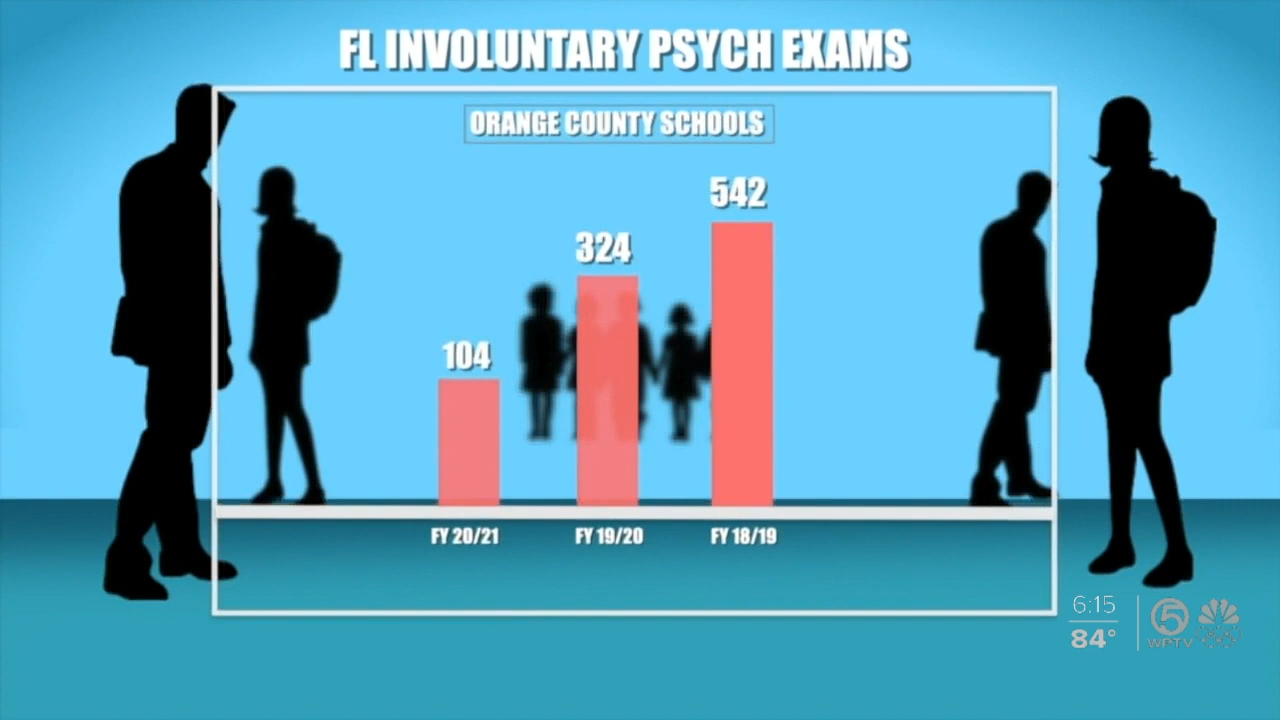 FL INVOLUNTARY PSYCH EXAMS
ORANGE COUNTY SCHOOLS
542
324
104
FY 20/21 FY 19/20 FY 18/19
6:15
84°
5
WPTV